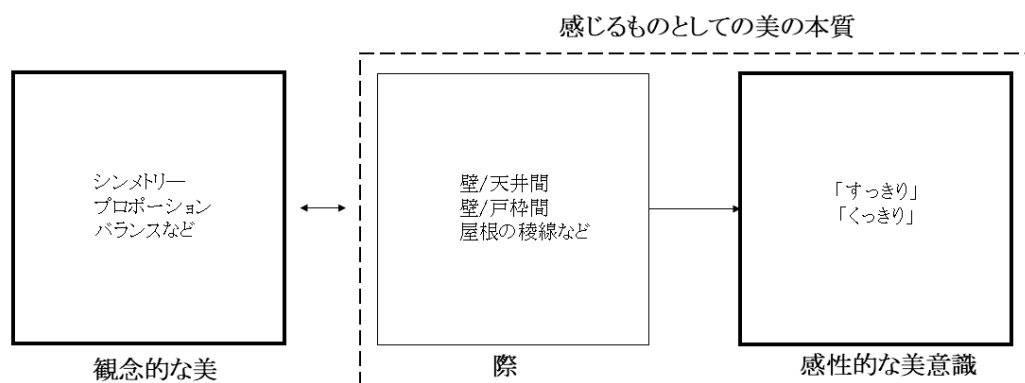 感じるものとしての美の本質
シンメトリー
プロポーション
バランスなど
壁/天井間
壁/戸枠間
屋根の稜線など
「すっきり」
「くっきり」
観念的な美
際
感性的な美意識